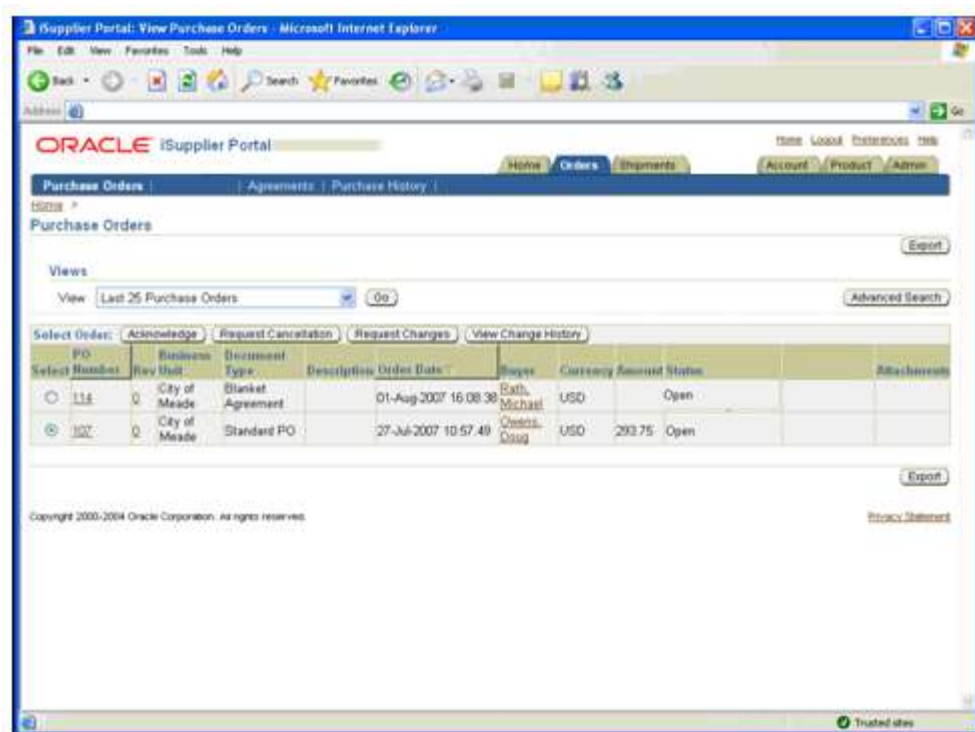 iSupplier Portal: View Purchase Orders - Microsoft Internet Explorer
File Edit View Favorites Tools Help
Back Search Favorites
Address Go
ORACLE iSupplier Portal
Home Logout Preferences Help
Home Orders Shipments Account Product Admin
Purchase Orders | Agreements | Purchase History |
Home >
Purchase Orders
Export
Views
View Last 25 Purchase Orders Go Advanced Search
Select Order: Acknowledge Request Cancellation Request Changes View Change History
Select PO Number Rev Business Unit Document Type Description Order Date Buyer Currency Amount Status Attachments
114 0 City of Meade Blanket Agreement 01-Aug-2007 16:08:38 Rath, Michael USD Open
107 0 City of Meade Standard PO 27-Jul-2007 10:57:49 Owens, Doug USD 293.75 Open
Export
Copyright 2000-2004 Oracle Corporation. All rights reserved.
Privacy Statement
Trusted sites